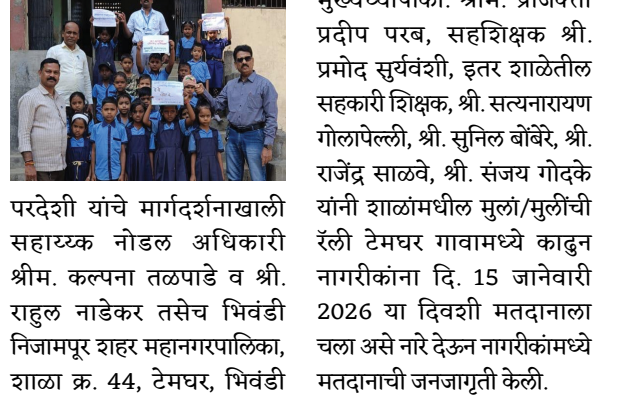 परदेशी यांचे मार्गदर्शनाखाली
सहाय्य्क नोडल अधिकारी
श्रीम. कल्पना तळपाडे व श्री.
राहुल नाडेकर तसेच भिवंडी
निजामपूर शहर महानगरपालिका,
शाळा क्र. 44, टेमघर, भिवंडी
मुख्यध्यापिका. श्रीम. प्राजक्ता
प्रदीप परब, सहशिक्षक श्री.
प्रमोद सुर्यवंशी, इतर शाळेतील
सहकारी शिक्षक, श्री. सत्यनारायण
गोलापेल्ली, श्री. सुनिल बोंबेरे, श्री.
राजेंद्र साळवे, श्री. संजय गोदके
यांनी शाळांमधील मुलां/मुलींची
रॅली टेमघर गावामध्ये काढुन
नागरीकांना दि. 15 जानेवारी
2026 या दिवशी मतदानाला
चला असे नारे देऊन नागरीकांमध्ये
मतदानाची जनजागृती केली.